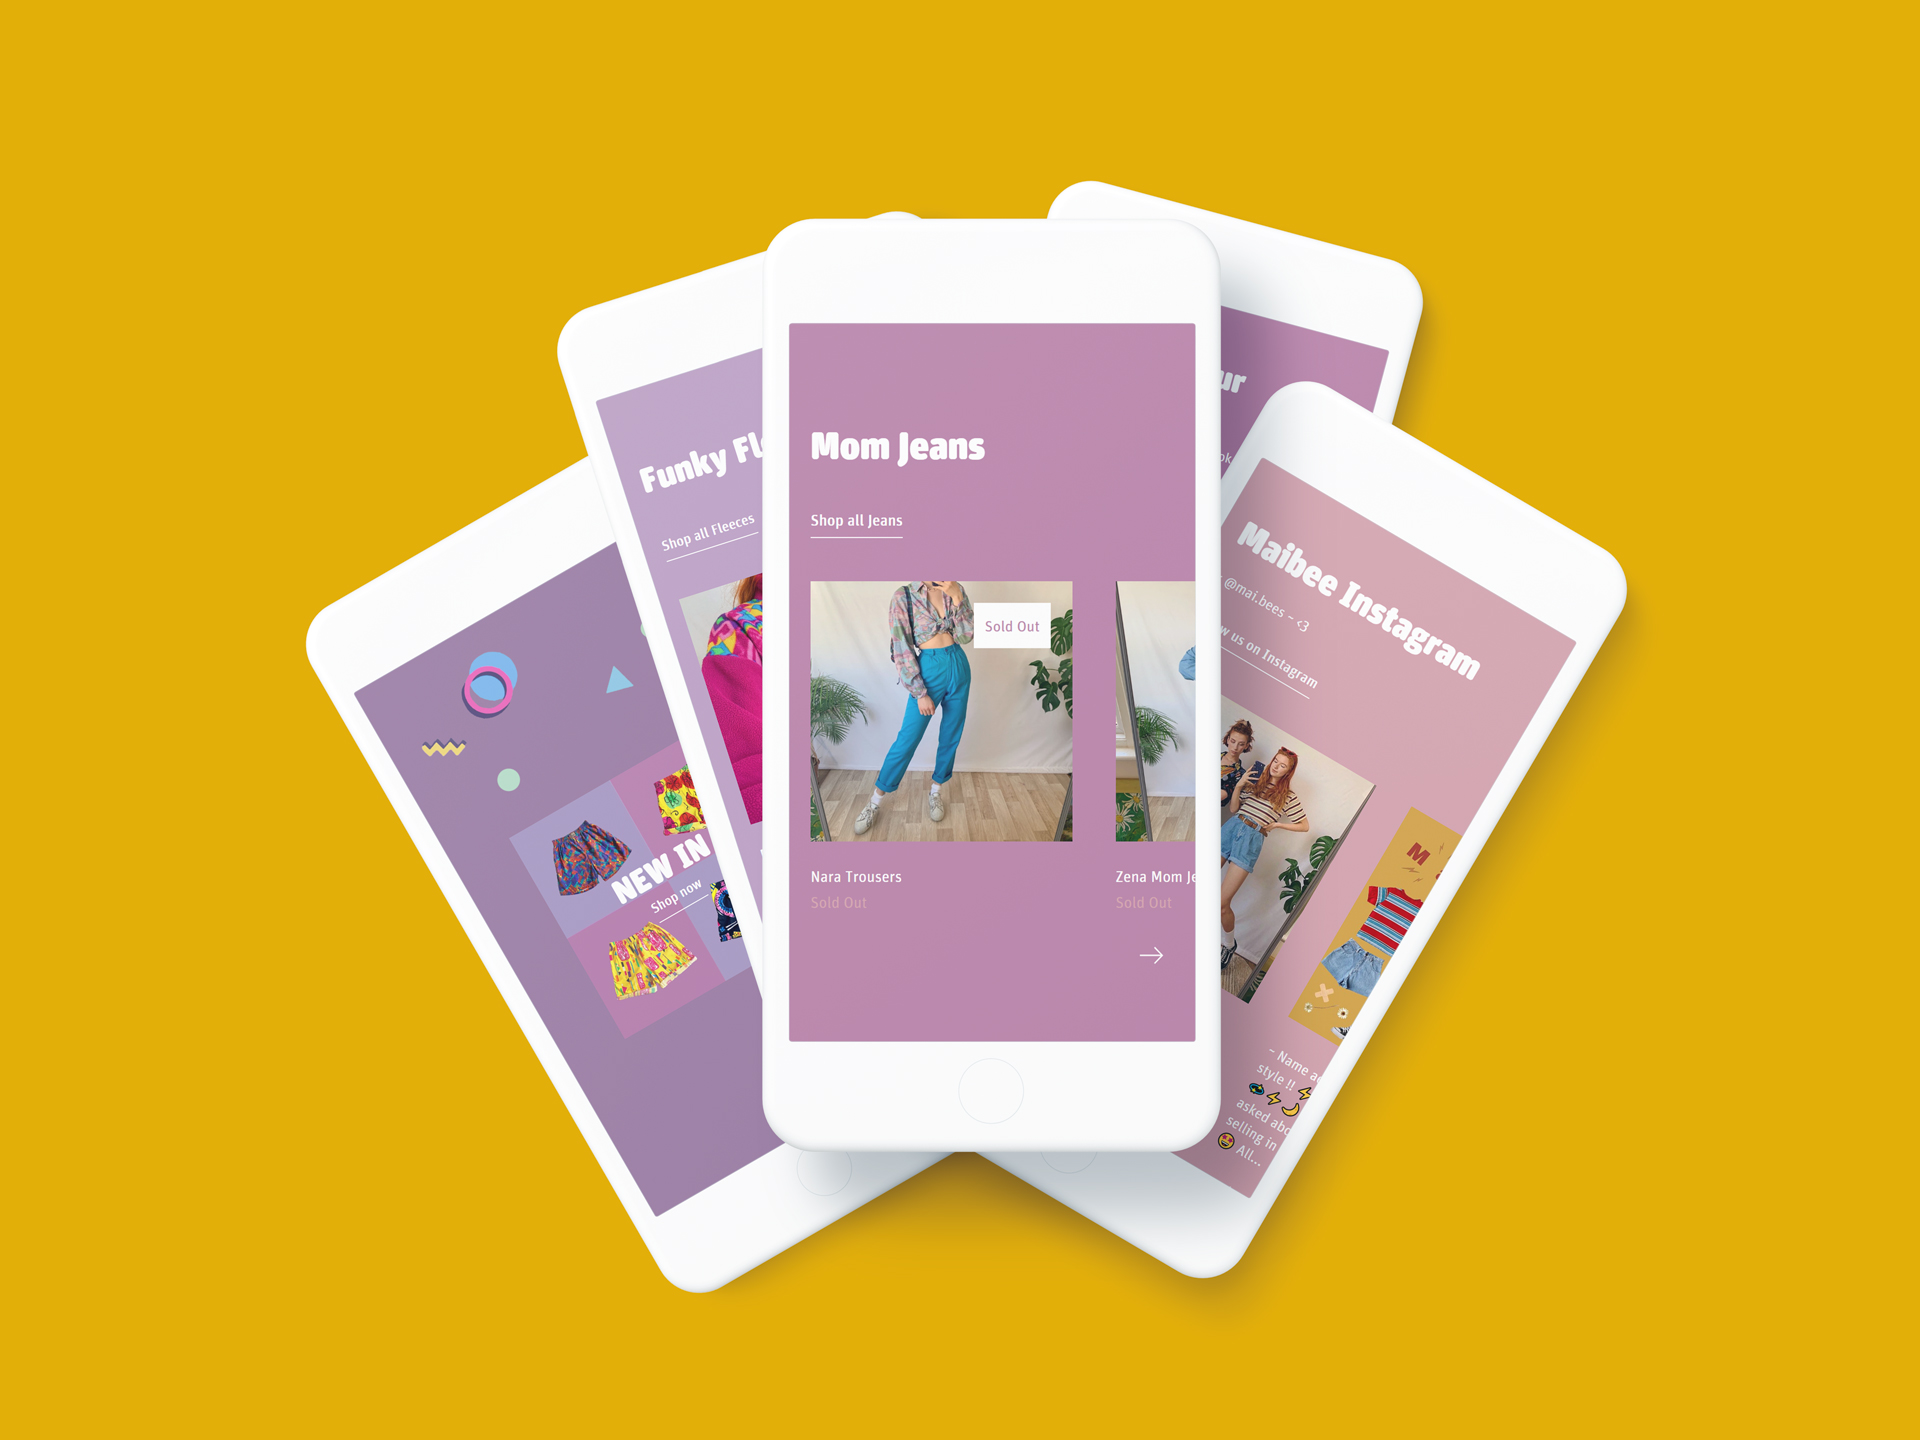 Mom Jeans
Shop all Jeans
Sold Out
Nara Trousers
Sold Out
Zena Mom Je
Sold Out
Funky Fl
Shop all Fleeces
NEW IN
Shop now
ur
Maibee Instagram
@mai.bees ~ <3
w us on Instagram
M
~ Name a
style !!
asked abo
selling in
All...